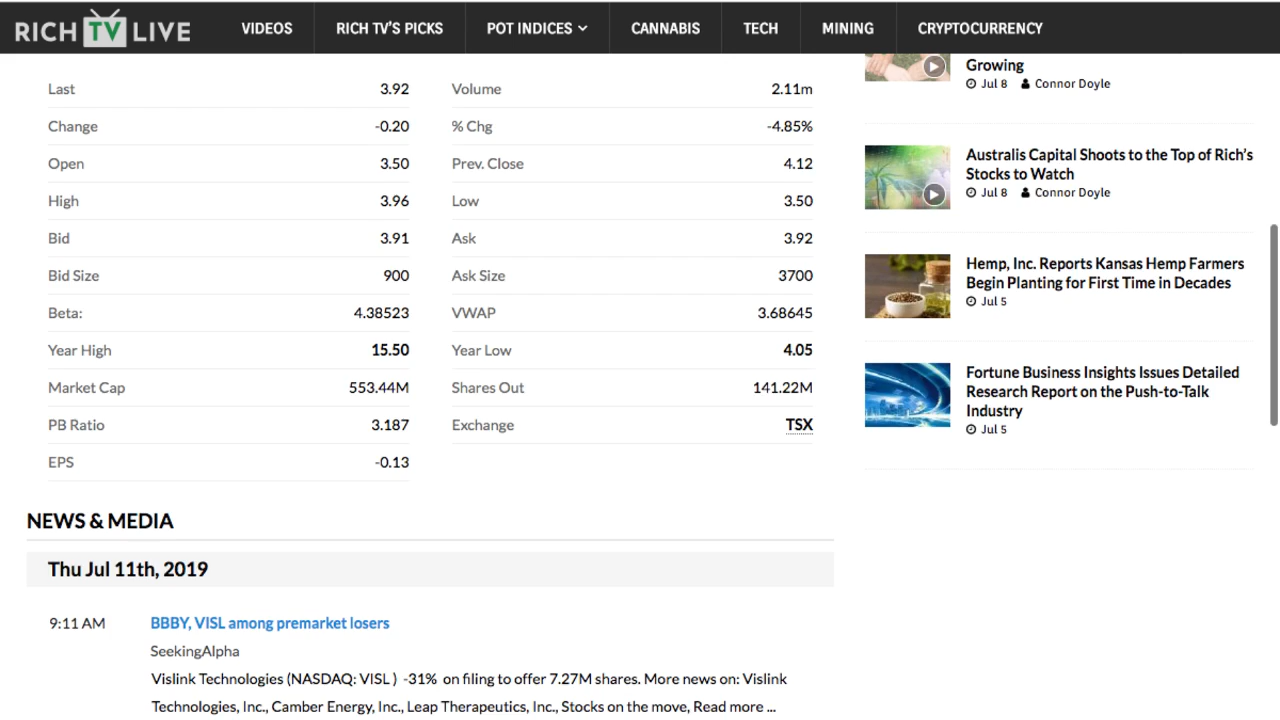 RICH TV LIVE
VIDEOS
RICH TV'S PICKS
POT INDICES
CANNABIS
TECH
MINING
CRYPTOCURRENCY
Last 3.92 Volume 2.11m
Change -0.20 % Chg -4.85%
Open 3.50 Prev. Close 4.12
High 3.96 Low 3.50
Bid 3.91 Ask 3.92
Bid Size 900 Ask Size 3700
Beta: 4.38523 VWAP 3.68645
Year High 15.50 Year Low 4.05
Market Cap 553.44M Shares Out 141.22M
PB Ratio 3.187 Exchange TSX
EPS -0.13
NEWS & MEDIA
Thu Jul 11th, 2019
9:11 AM BBBY, VISL among premarket losers
SeekingAlpha
Vislink Technologies (NASDAQ: VISL ) -31% on filing to offer 7.27M shares. More news on: Vislink
Technologies, Inc., Camber Energy, Inc., Leap Therapeutics, Inc., Stocks on the move, Read more ...
Growing
Jul 8 Connor Doyle
Australis Capital Shoots to the Top of Rich's
Stocks to Watch
Jul 8 Connor Doyle
Hemp, Inc. Reports Kansas Hemp Farmers
Begin Planting for First Time in Decades
Jul 5
Fortune Business Insights Issues Detailed
Research Report on the Push-to-Talk
Industry
Jul 5